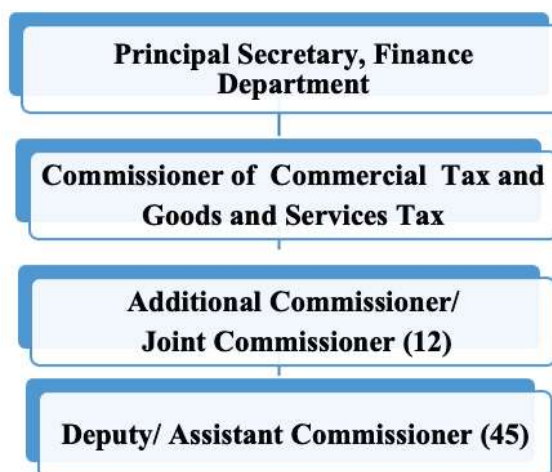 Principal Secretary, Finance
Department
Commissioner of Commercial Tax and
Goods and Services Tax
Additional Commissioner/
Joint Commissioner (12)
Deputy/ Assistant Commissioner (45)